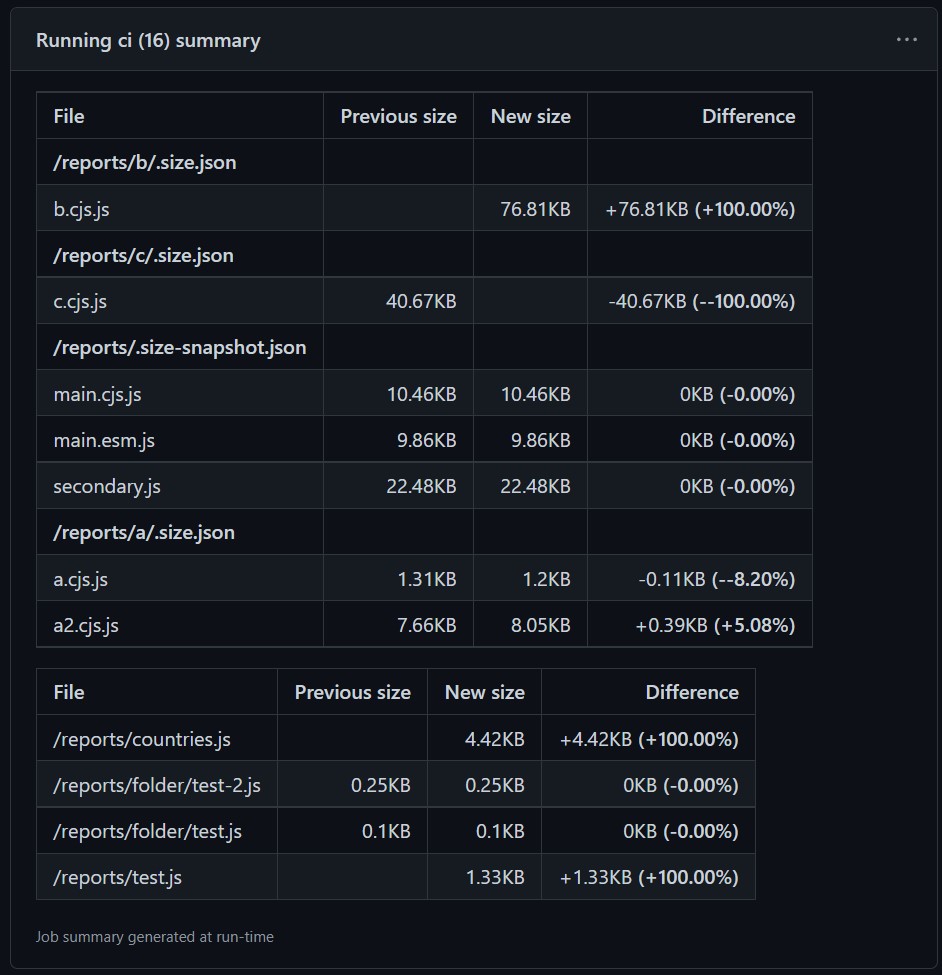 Running ci (16) summary
File Previous size New size Difference
/reports/b/.size.json
b.cjs.js 76.81KB +76.81KB (+100.00%)
/reports/c/.size.json
c.cjs.js 40.67KB -40.67KB (--100.00%)
/reports/.size-snapshot.json
main.cjs.js 10.46KB 10.46KB 0KB (-0.00%)
main.esm.js 9.86KB 9.86KB 0KB (-0.00%)
secondary.js 22.48KB 22.48KB 0KB (-0.00%)
/reports/a/.size.json
a.cjs.js 1.31KB 1.2KB -0.11KB (--8.20%)
a2.cjs.js 7.66KB 8.05KB +0.39KB (+5.08%)
File Previous size New size Difference
/reports/countries.js 4.42KB +4.42KB (+100.00%)
/reports/folder/test-2.js 0.25KB 0.25KB 0KB (-0.00%)
/reports/folder/test.js 0.1KB 0.1KB 0KB (-0.00%)
/reports/test.js 1.33KB +1.33KB (+100.00%)
Job summary generated at run-time